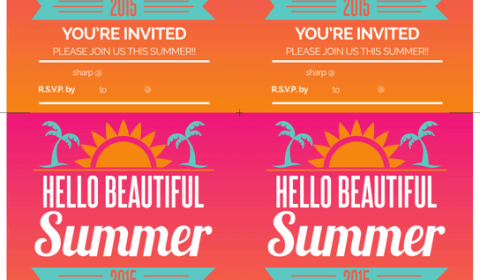 2015
YOU'RE INVITED
PLEASE JOIN US THIS SUMMER!!
sharp @
R.S.V.P. by to @
2015
YOU'RE INVITED
PLEASE JOIN US THIS SUMMER!!
sharp @
R.S.V.P. by to @
HELLO BEAUTIFUL
Summer
2015
HELLO BEAUTIFUL
Summer
2015